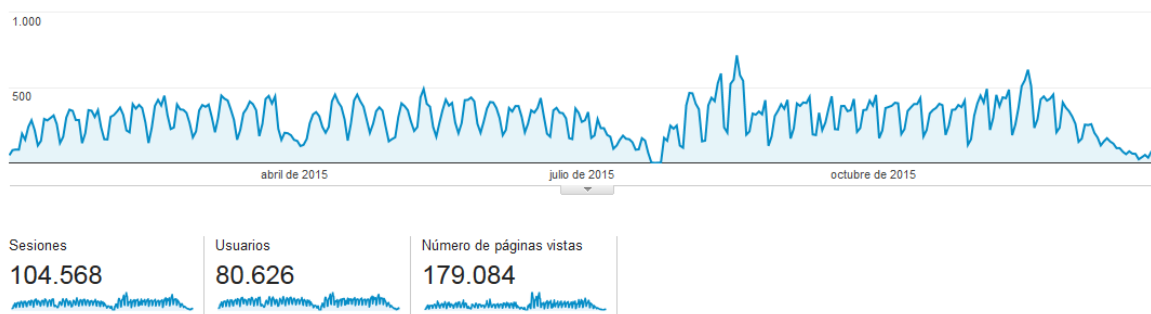 1.000
500
abril de 2015
julio de 2015
octubre de 2015
Sesiones
104.568
Usuarios
80.626
Número de páginas vistas
179.084